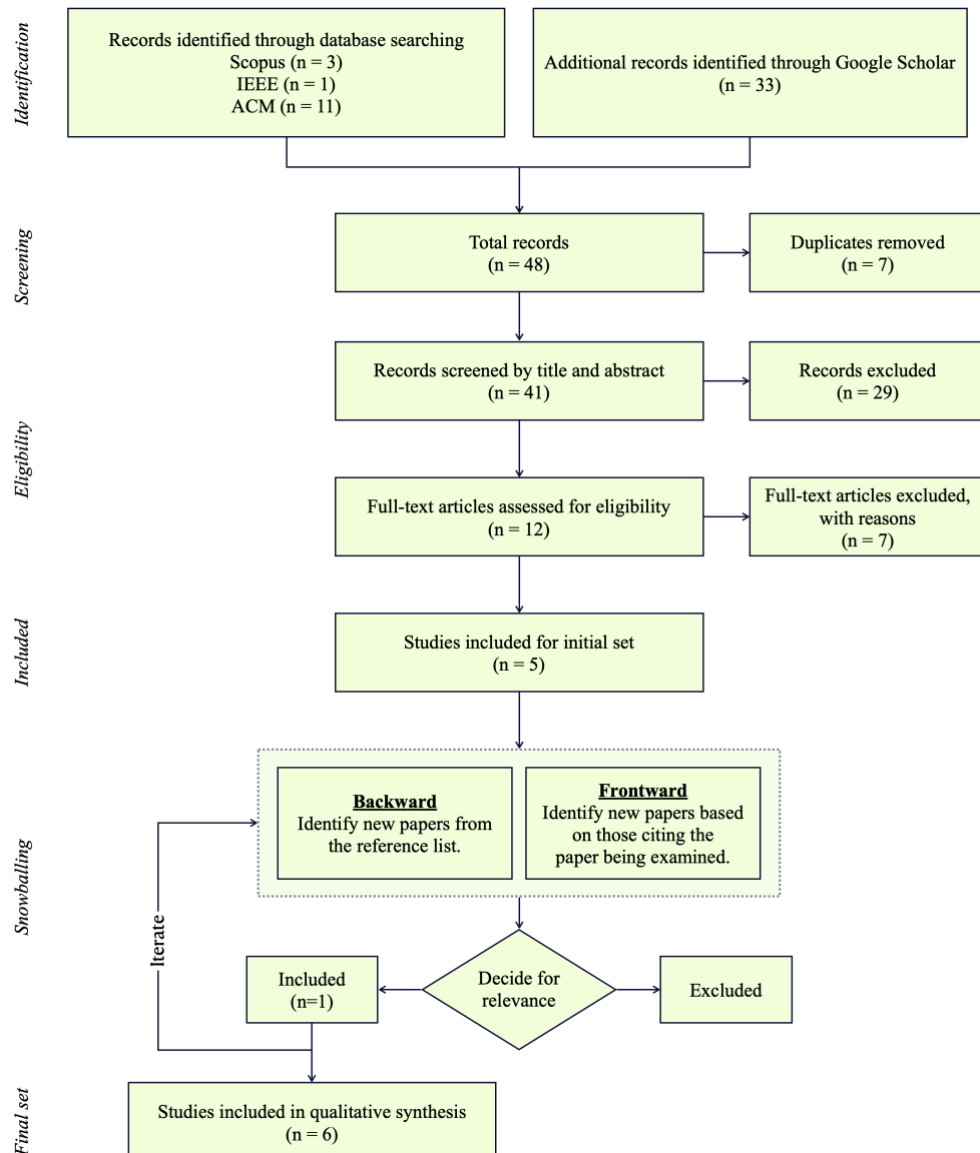 Identification
Records identified through database searching
Scopus (n = 3)
IEEE (n = 1)
ACM (n = 11)
Additional records identified through Google Scholar
(n = 33)
Screening
Total records
(n = 48)
Duplicates removed
(n = 7)
Eligibility
Records screened by title and abstract
(n = 41)
Records excluded
(n = 29)
Full-text articles assessed for eligibility
(n = 12)
Full-text articles excluded,
with reasons
(n = 7)
Included
Studies included for initial set
(n = 5)
Snowballing
Backward
Identify new papers from
the reference list.
Frontward
Identify new papers based
on those citing the
paper being examined.
Iterate
Included
(n=1)
Decide for
relevance
Excluded
Final set
Studies included in qualitative synthesis
(n = 6)